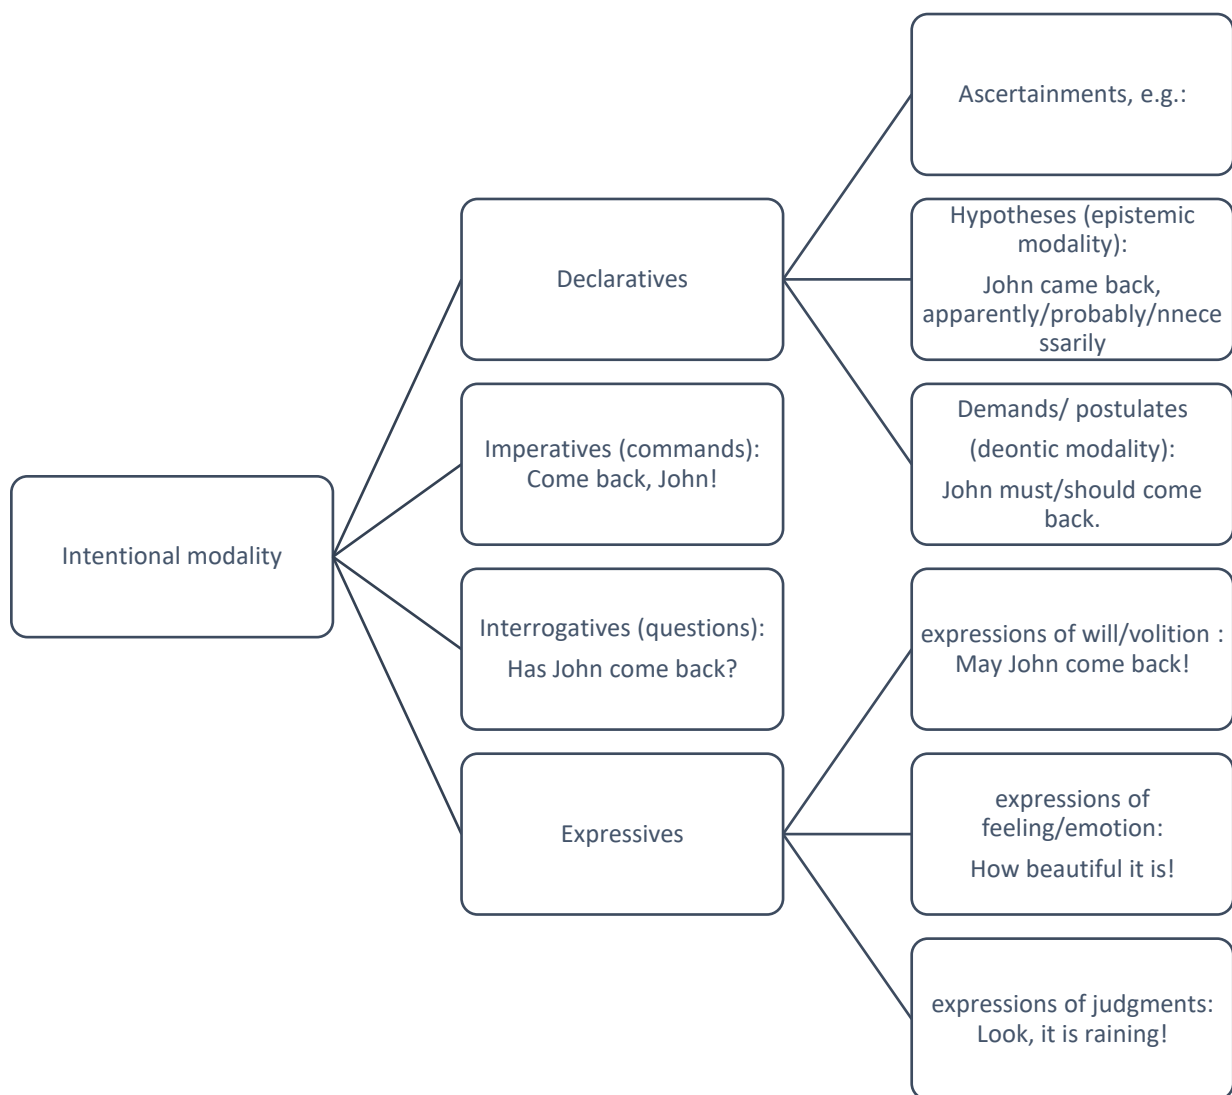 Intentional modality
Declaratives
Ascertainments, e.g.:
Hypotheses (epistemic
modality):
John came back,
apparently/probably/nnece
ssarily
Demands/ postulates
(deontic modality):
John must/should come
back.
Imperatives (commands):
Come back, John!
Interrogatives (questions):
Has John come back?
Expressives
expressions of will/volition :
May John come back!
expressions of
feeling/emotion:
How beautiful it is!
expressions of judgments:
Look, it is raining!